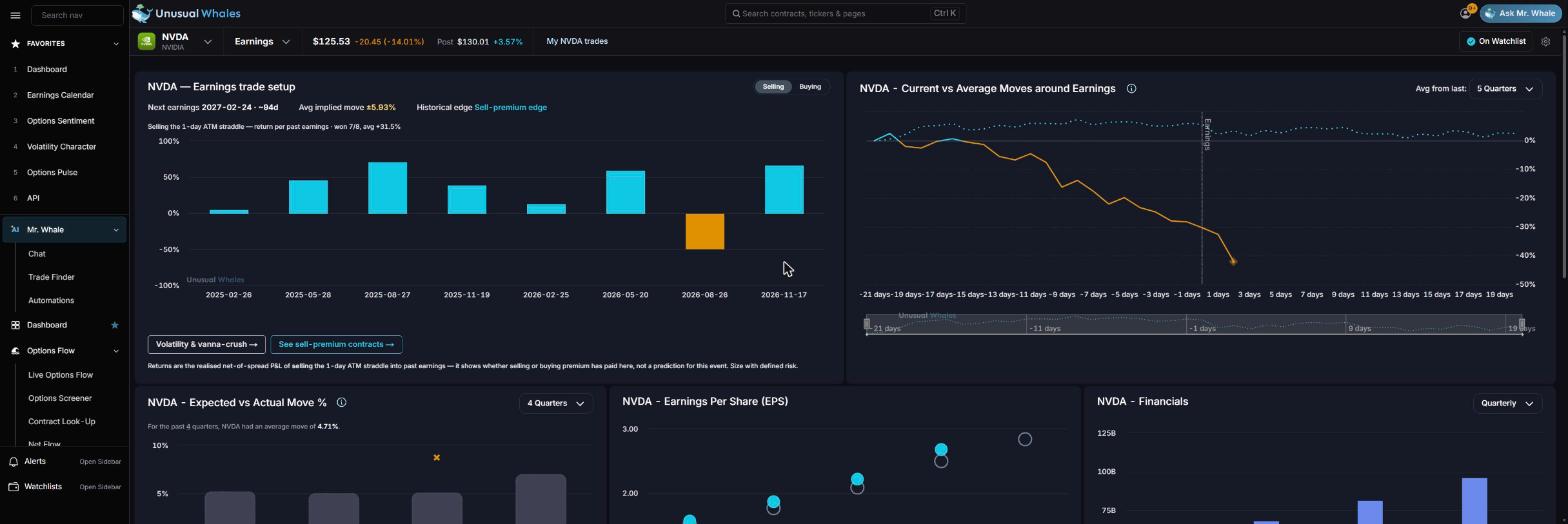 Search nav
Unusual Whales
Search contracts, tickers & pages
Ctrl K
9+
Ask Mr. Whale
FAVORITES
1 Dashboard
2 Earnings Calendar
3 Options Sentiment
4 Volatility Character
5 Options Pulse
6 API
AI Mr. Whale
Chat
Trade Finder
Automations
Dashboard
Options Flow
Live Options Flow
Options Screener
Contract Look-Up
Net Flow
Alerts Open Sidebar
Watchlists Open Sidebar
NVDA
NVIDIA
Earnings
$125.53 -20.45 (-14.01%) Post $130.01 +3.57%
My NVDA trades
On Watchlist
NVDA — Earnings trade setup
Selling Buying
Next earnings 2027-02-24 · ~94d Avg implied move ±5.93% Historical edge Sell-premium edge
Selling the 1-day ATM straddle — return per past earnings · won 7/8, avg +31.5%
100%
50%
0%
-50%
-100%
Unusual Whales
2025-02-26 2025-05-28 2025-08-27 2025-11-19 2026-02-25 2026-05-20 2026-08-26 2026-11-17
Volatility & vanna-crush →
See sell-premium contracts →
Returns are the realised net-of-spread P&L of selling the 1-day ATM straddle into past earnings — it shows whether selling or buying premium has paid here, not a prediction for this event. Size with defined risk.
NVDA - Current vs Average Moves around Earnings
Avg from last: 5 Quarters
Earnings
0%
-10%
-20%
-30%
-40%
-50%
-21 days -19 days -17 days -15 days -13 days -11 days -9 days -7 days -5 days -3 days -1 days 1 days 3 days 5 days 7 days 9 days 11 days 13 days 15 days 17 days 19 days
Unusual Whales
-21 days -11 days -1 days 9 days 19 days
NVDA - Expected vs Actual Move %
4 Quarters
For the past 4 quarters, NVDA had an average move of 4.71%.
10%
5%
NVDA - Earnings Per Share (EPS)
3.00
2.00
NVDA - Financials
Quarterly
125B
100B
75B